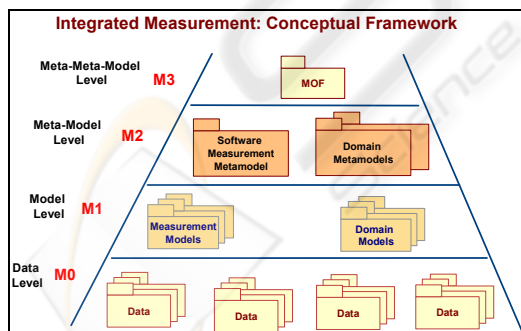 Integrated Measurement: Conceptual Framework
Meta-Meta-Model
Level
M3
MOF
Meta-Model
Level
M2
Software
Measurement
Metamodel
Domain
Metamodels
Model
Level
M1
Measurement
Models
Domain
Models
Data
Level
M0
Data
Data
Data
Data